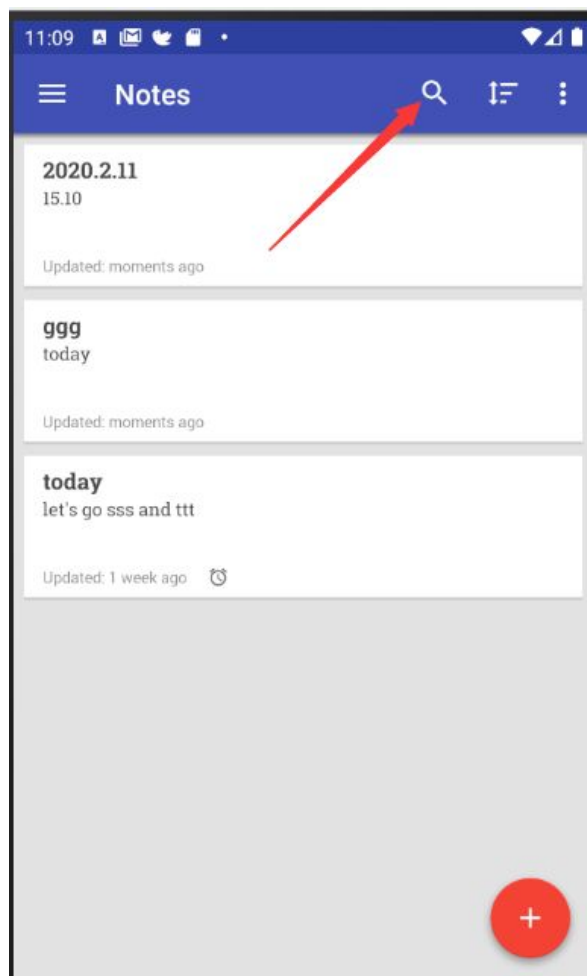 11:09
Notes
2020.2.11
15.10
Updated: moments ago
ggg
today
Updated: moments ago
today
let's go sss and ttt
Updated: 1 week ago